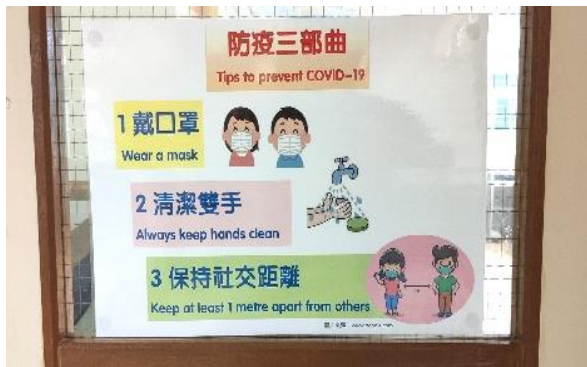 防疫三部曲
Tips to prevent COVID-19
1 戴口罩
Wear a mask
2 清潔雙手
Always keep hands clean
3 保持社交距離
Keep at least 1 metre apart from others